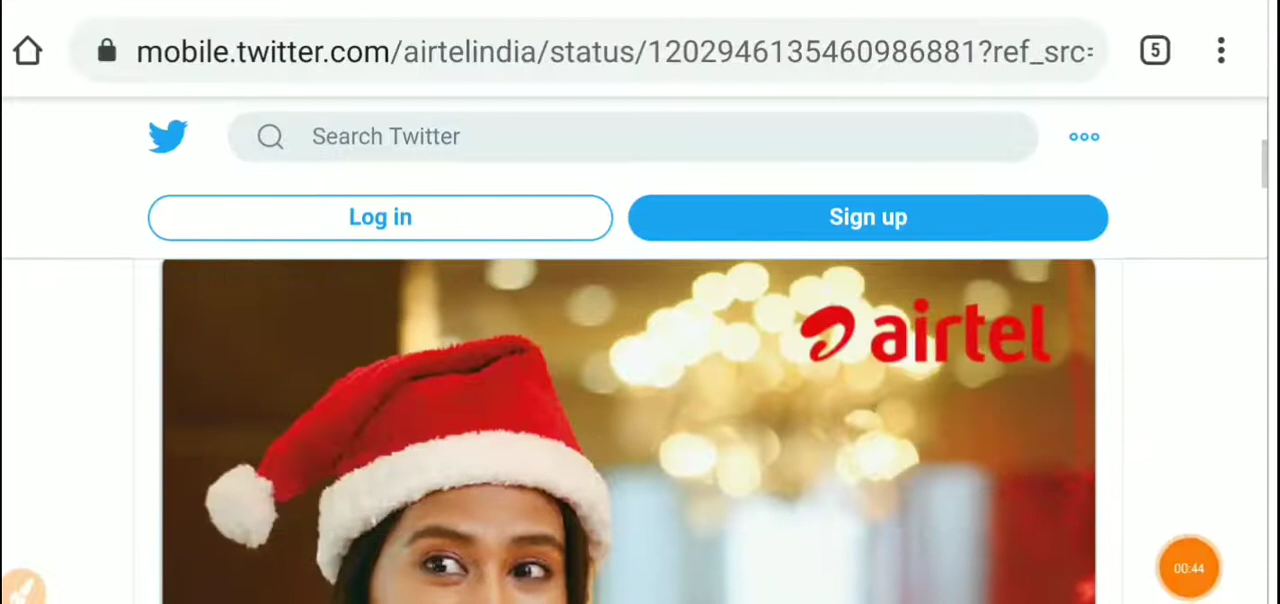 mobile.twitter.com/airtelindia/status/1202946135460986881?ref_src=
5
Search Twitter
Log in
Sign up
airtel
00:44